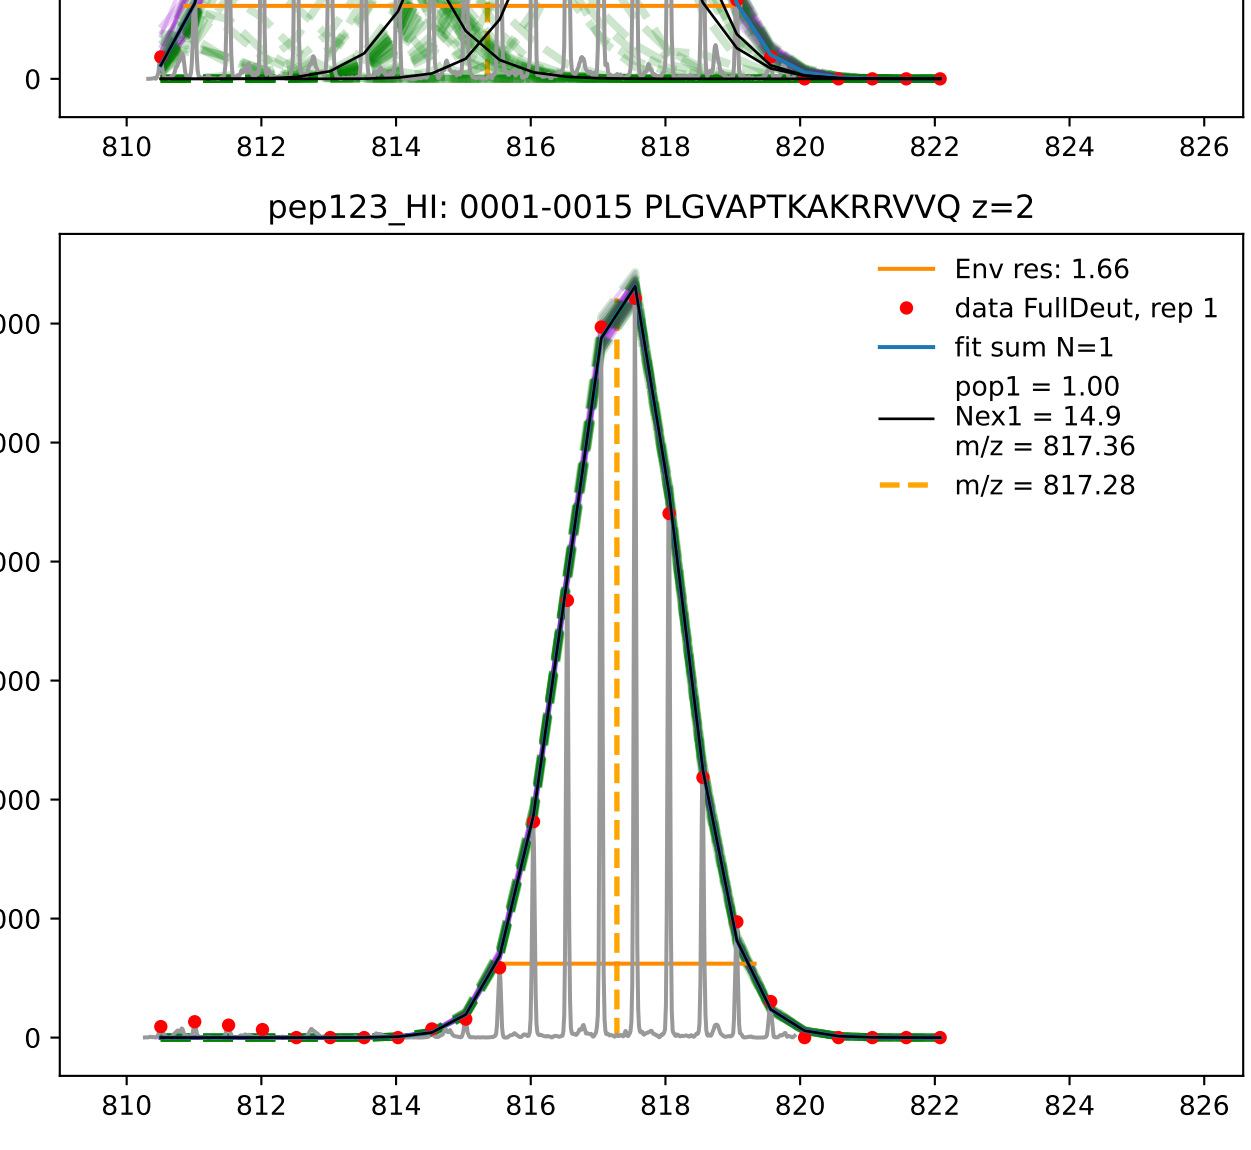 0
810 812 814 816 818 820 822 824 826
pep123_HI: 0001-0015 PLGVAPTKAKRRVVQ z=2
Env res: 1.66
data FullDeut, rep 1
fit sum N=1
pop1 = 1.00
Nex1 = 14.9
m/z = 817.36
m/z = 817.28
000
000
000
000
000
000
0
810 812 814 816 818 820 822 824 826